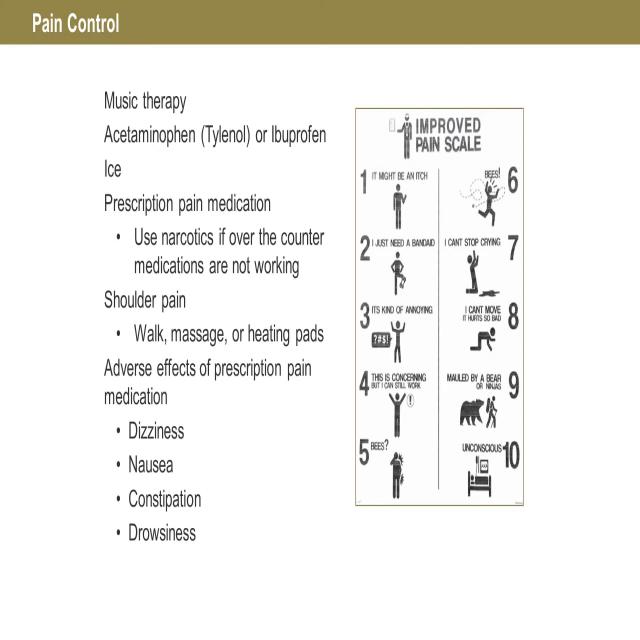 Pain Control
Music therapy
Acetaminophen (Tylenol) or Ibuprofen
Ice
Prescription pain medication
• Use narcotics if over the counter
medications are not working
Shoulder pain
• Walk, massage, or heating pads
Adverse effects of prescription pain
medication
• Dizziness
• Nausea
• Constipation
• Drowsiness
IMPROVED
PAIN SCALE
1 IT MIGHT BE AN ITCH
2 I JUST NEED A BANDAID
3 ITS KIND OF ANNOYING
?#$!
4 THIS IS CONCERNING
BUT I CAN STILL WORK
!
5 BEES?
BEES! 6
I CANT STOP CRYING 7
I CANT MOVE 8
IT HURTS SO BAD
MAULED BY A BEAR 9
OR NINJAS
UNCONSCIOUS 10